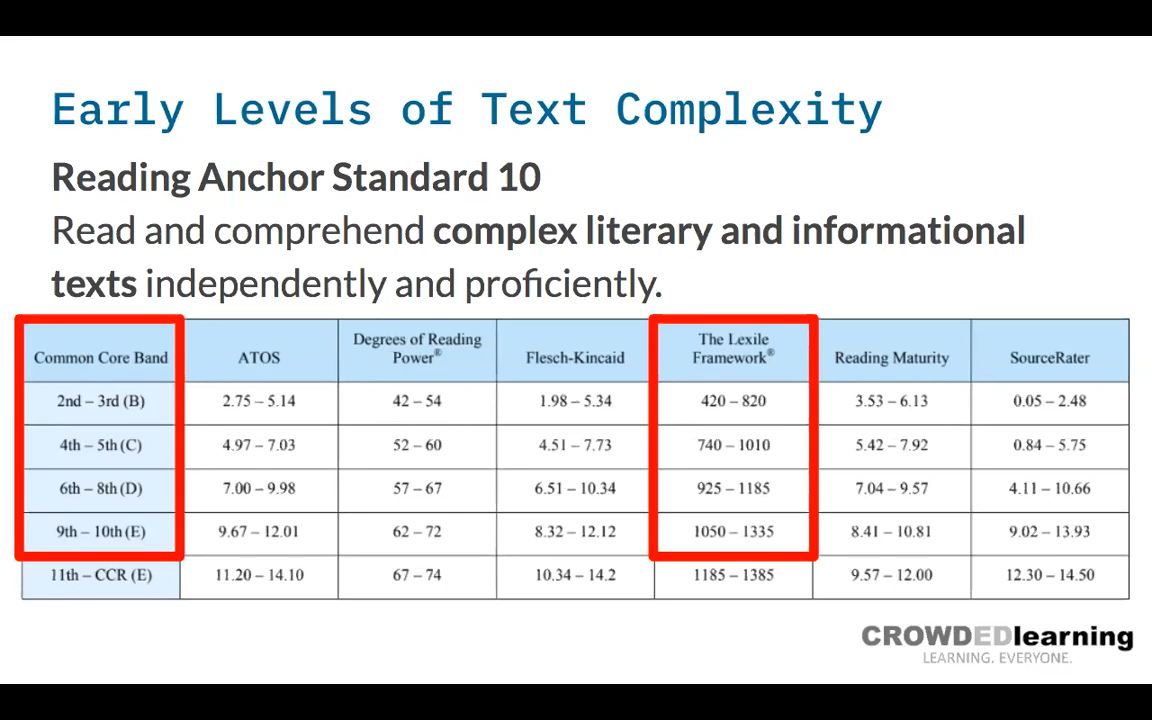 Early Levels of Text Complexity
Reading Anchor Standard 10
Read and comprehend complex literary and informational
texts independently and proficiently.
Common Core Band ATOS Degrees of Reading Power® Flesch-Kincaid The Lexile Framework® Reading Maturity SourceRater
2nd – 3rd (B) 2.75 – 5.14 42 – 54 1.98 – 5.34 420 – 820 3.53 – 6.13 0.05 – 2.48
4th – 5th (C) 4.97 – 7.03 52 – 60 4.51 – 7.73 740 – 1010 5.42 – 7.92 0.84 – 5.75
6th – 8th (D) 7.00 – 9.98 57 – 67 6.51 – 10.34 925 – 1185 7.04 – 9.57 4.11 – 10.66
9th – 10th (E) 9.67 – 12.01 62 – 72 8.32 – 12.12 1050 – 1335 8.41 – 10.81 9.02 – 13.93
11th – CCR (E) 11.20 – 14.10 67 – 74 10.34 – 14.2 1185 – 1385 9.57 – 12.00 12.30 – 14.50
CROWDEDlearning
LEARNING. EVERYONE.